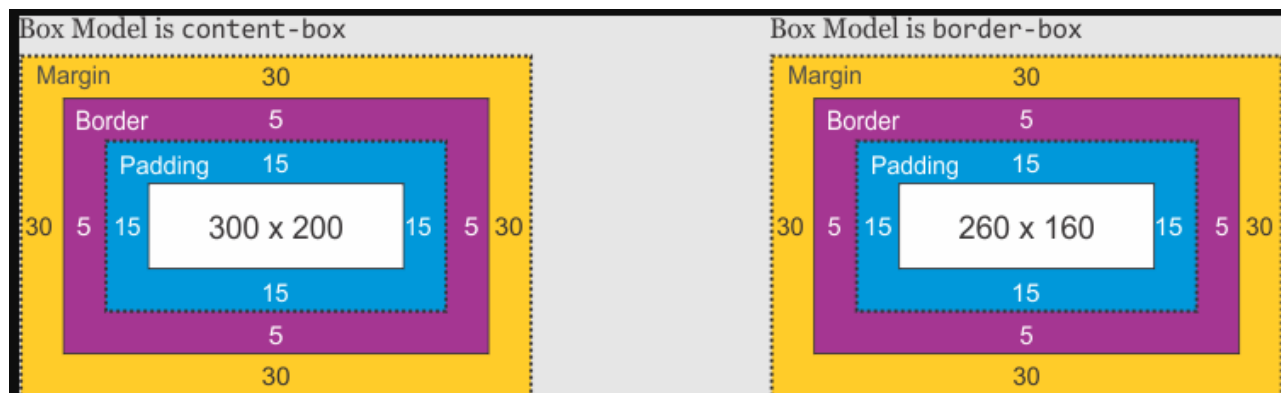 Box Model is content-box
Margin 30
Border 5
Padding 15
30 5 15 300 x 200 15 5 30
15
5
30
Box Model is border-box
Margin 30
Border 5
Padding 15
30 5 15 260 x 160 15 5 30
15
5
30